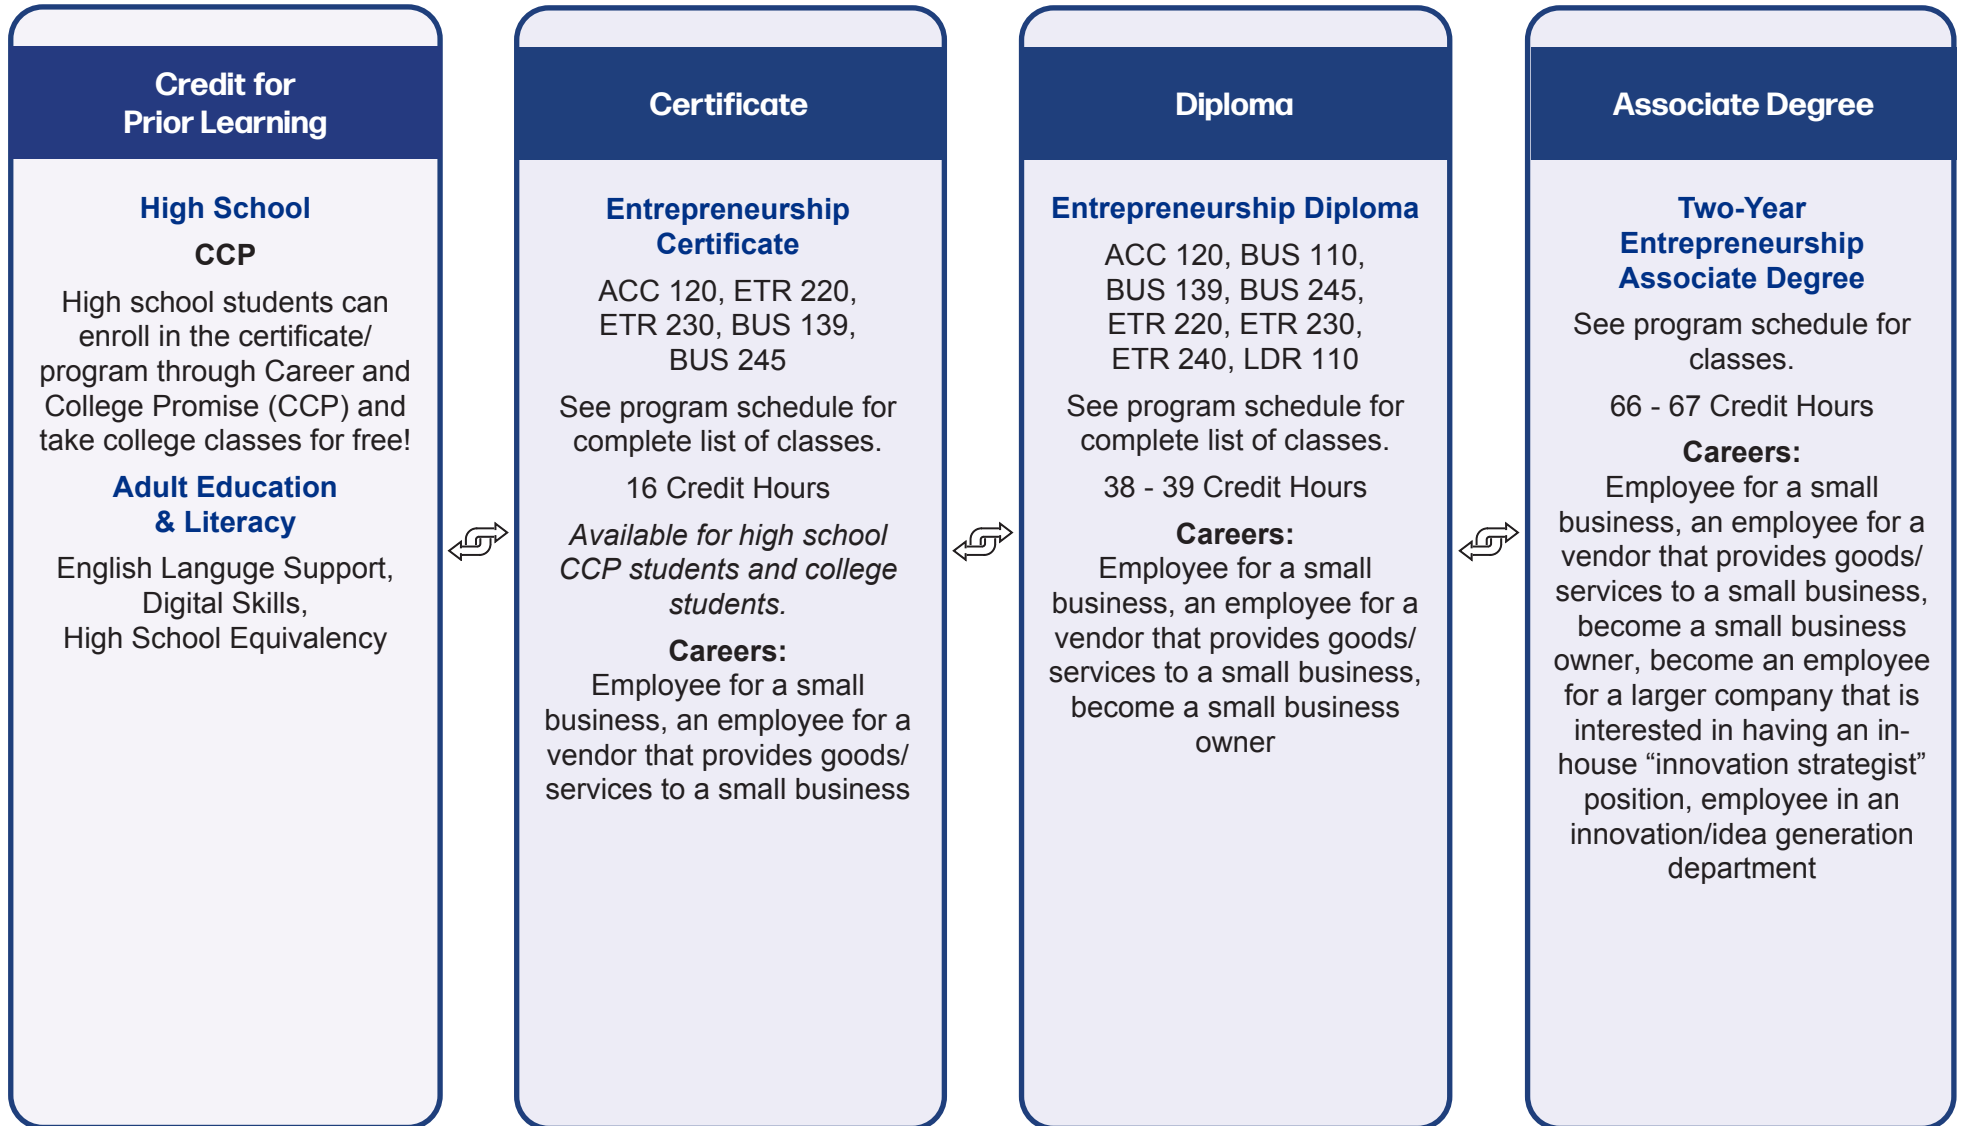 Credit for
Prior Learning
High School
CCP
High school students can
enroll in the certificate/
program through Career and
College Promise (CCP) and
take college classes for free!
Adult Education
& Literacy
English Languge Support,
Digital Skills,
High School Equivalency
Certificate
Entrepreneurship
Certificate
ACC 120, ETR 220,
ETR 230, BUS 139,
BUS 245
See program schedule for
complete list of classes.
16 Credit Hours
Available for high school
CCP students and college
students.
Careers:
Employee for a small
business, an employee for a
vendor that provides goods/
services to a small business
Diploma
Entrepreneurship Diploma
ACC 120, BUS 110,
BUS 139, BUS 245,
ETR 220, ETR 230,
ETR 240, LDR 110
See program schedule for
complete list of classes.
38 - 39 Credit Hours
Careers:
Employee for a small
business, an employee for a
vendor that provides goods/
services to a small business,
become a small business
owner
Associate Degree
Two-Year
Entrepreneurship
Associate Degree
See program schedule for
classes.
66 - 67 Credit Hours
Careers:
Employee for a small
business, an employee for a
vendor that provides goods/
services to a small business,
become a small business
owner, become an employee
for a larger company that is
interested in having an in-
house “innovation strategist”
position, employee in an
innovation/idea generation
department